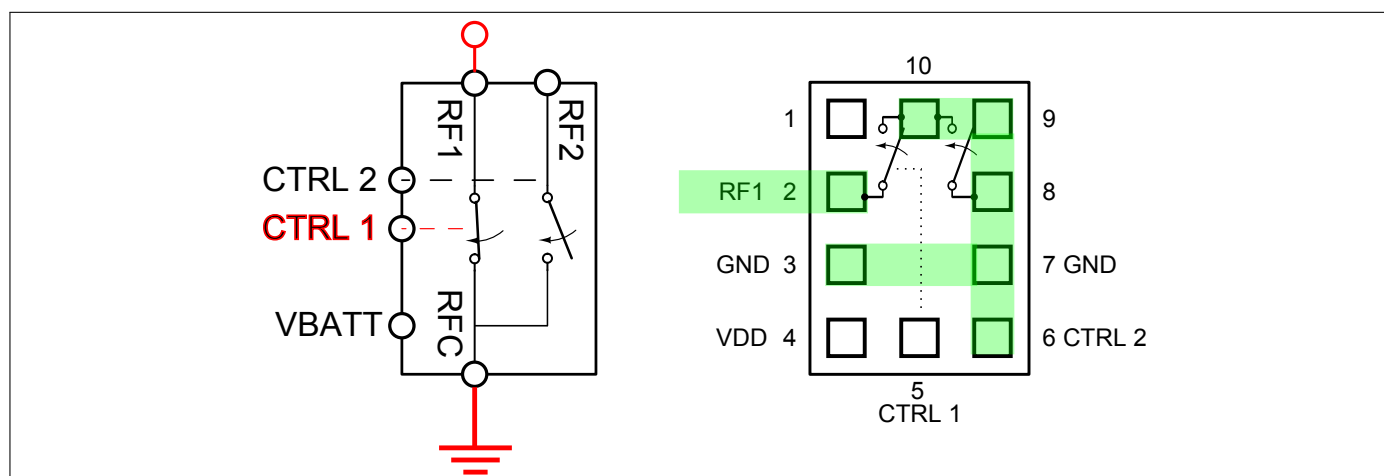 RF1
RF2
CTRL 2
CTRL 1
VBATT
RFC
10
1
9
RF1 2
8
GND 3
7 GND
VDD 4
6 CTRL 2
5
CTRL 1